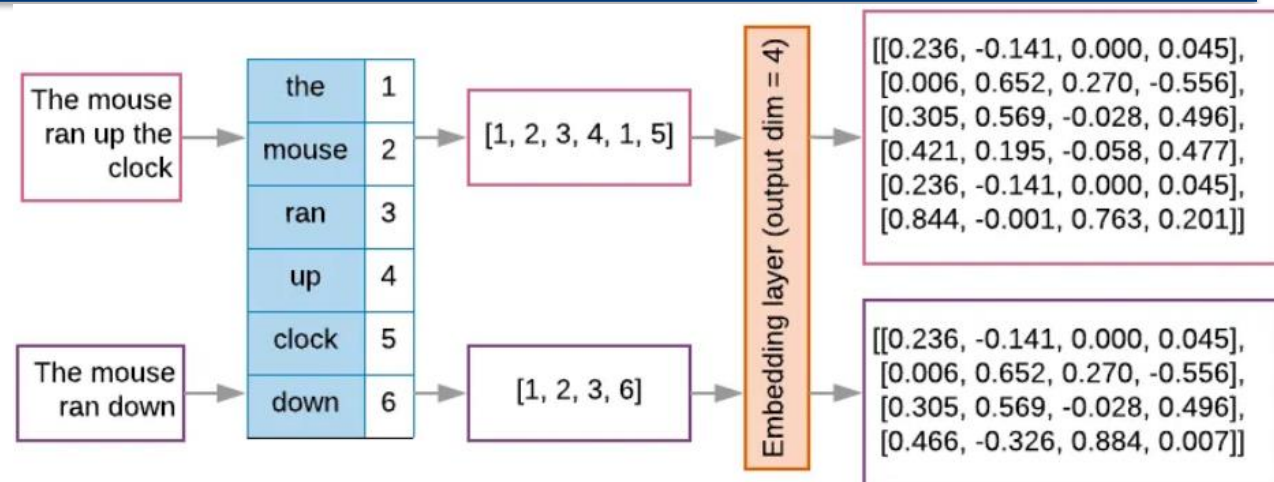 The mouse
ran up the
clock
the 1
mouse 2
ran 3
up 4
clock 5
down 6
[1, 2, 3, 4, 1, 5]
Embedding layer (output dim = 4)
[[0.236, -0.141, 0.000, 0.045],
[0.006, 0.652, 0.270, -0.556],
[0.305, 0.569, -0.028, 0.496],
[0.421, 0.195, -0.058, 0.477],
[0.236, -0.141, 0.000, 0.045],
[0.844, -0.001, 0.763, 0.201]]
The mouse
ran down
[1, 2, 3, 6]
[[0.236, -0.141, 0.000, 0.045],
[0.006, 0.652, 0.270, -0.556],
[0.305, 0.569, -0.028, 0.496],
[0.466, -0.326, 0.884, 0.007]]